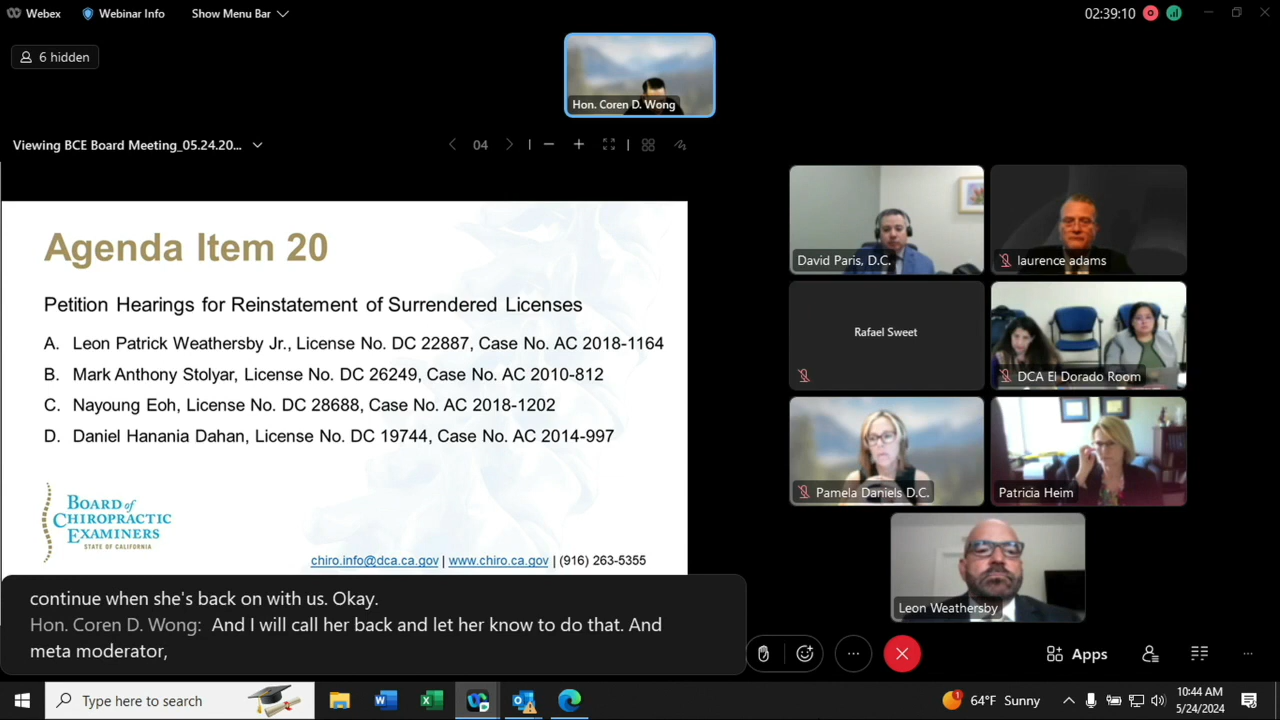 Webex
Webinar Info
Show Menu Bar
02:39:10
6 hidden
Hon. Coren D. Wong
Viewing BCE Board Meeting_05.24.20...
04
Agenda Item 20
Petition Hearings for Reinstatement of Surrendered Licenses
A. Leon Patrick Weathersby Jr., License No. DC 22887, Case No. AC 2018-1164
B. Mark Anthony Stolyar, License No. DC 26249, Case No. AC 2010-812
C. Nayoung Eoh, License No. DC 28688, Case No. AC 2018-1202
D. Daniel Hanania Dahan, License No. DC 19744, Case No. AC 2014-997
BOARD of
CHIROPRACTIC
EXAMINERS
STATE OF CALIFORNIA
chiro.info@dca.ca.gov | www.chiro.ca.gov | (916) 263-5355
David Paris, D.C.
laurence adams
Rafael Sweet
DCA El Dorado Room
Pamela Daniels D.C.
Patricia Heim
Leon Weathersby
continue when she's back on with us. Okay.
Hon. Coren D. Wong: And I will call her back and let her know to do that. And
meta moderator,
Apps
Type here to search
1
64°F Sunny
10:44 AM
5/24/2024